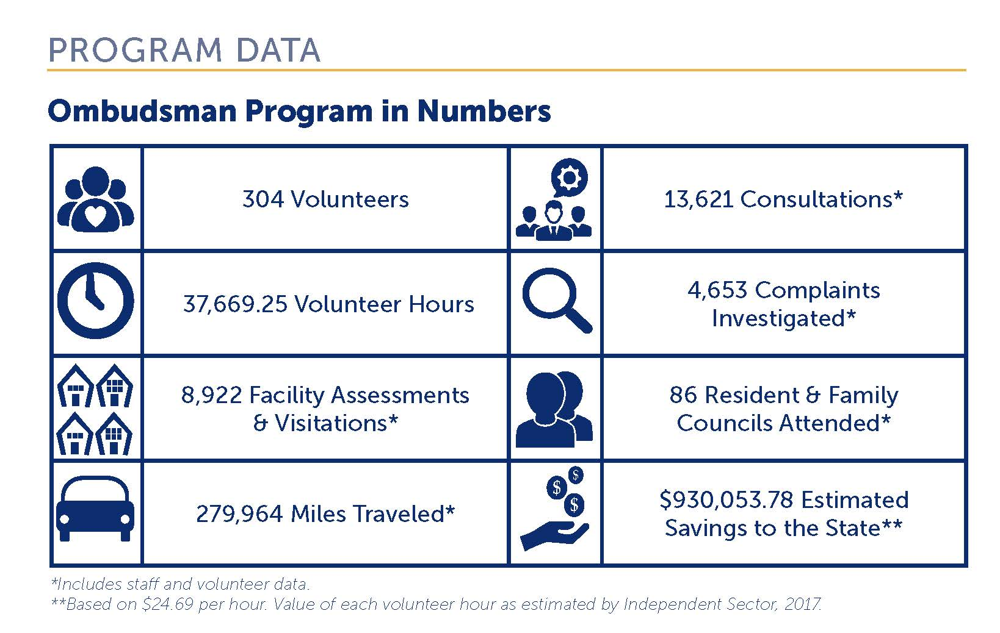 PROGRAM DATA
Ombudsman Program in Numbers
304 Volunteers
13,621 Consultations*
37,669.25 Volunteer Hours
4,653 Complaints
Investigated*
8,922 Facility Assessments
& Visitations*
86 Resident & Family
Councils Attended*
279,964 Miles Traveled*
$
$
$
$930,053.78 Estimated
Savings to the State**
*Includes staff and volunteer data.
**Based on $24.69 per hour. Value of each volunteer hour as estimated by Independent Sector, 2017.